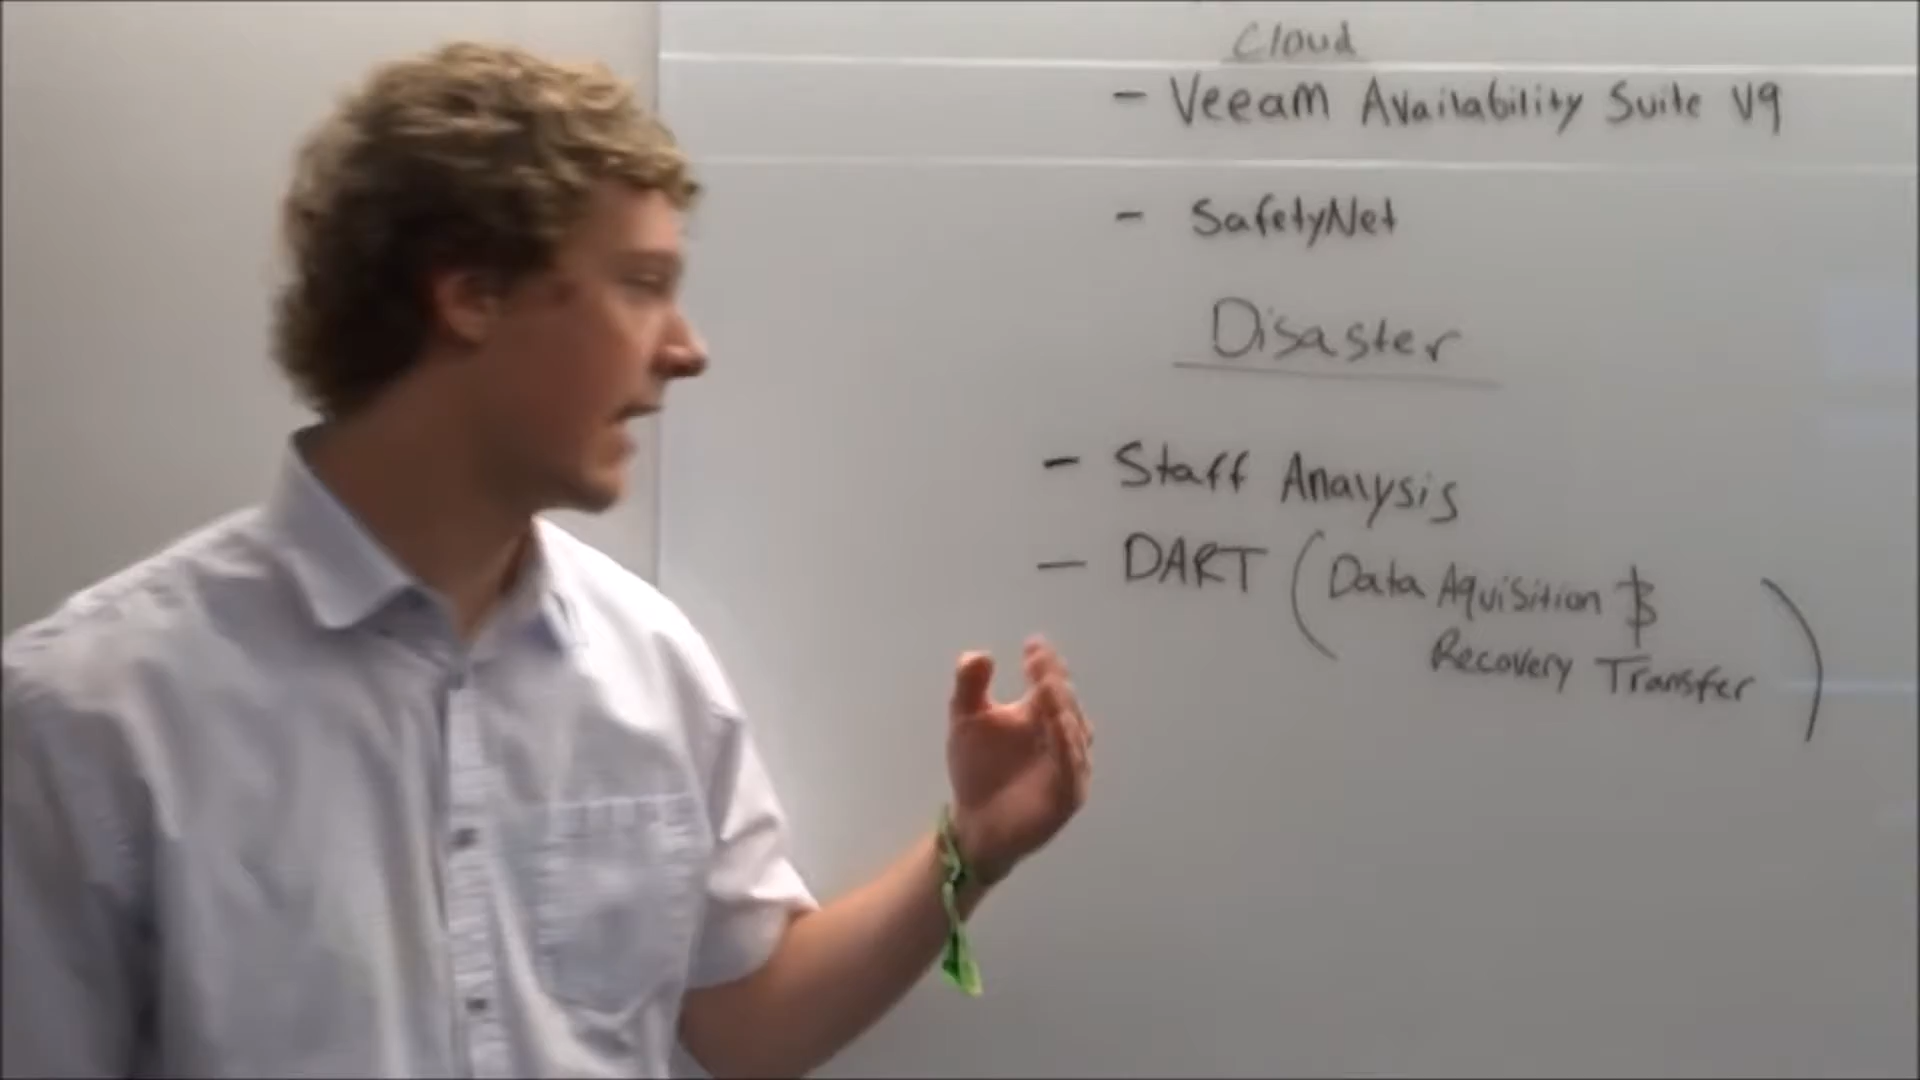 Cloud
- Veeam Availability Suite V9
- SafetyNet
Disaster
- Staff Analysis
- DART (Data Aquisition &
Recovery Transfer)